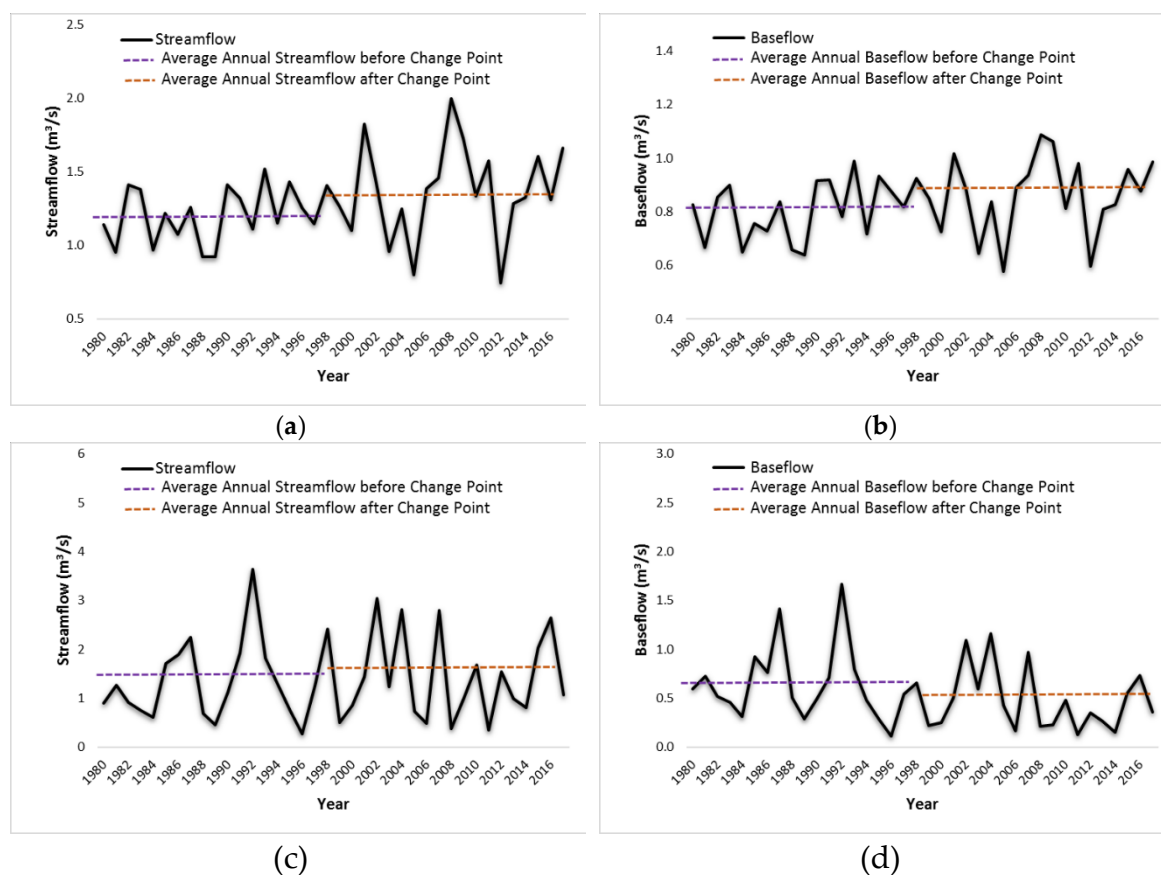 2.5
Streamflow
Average Annual Streamflow before Change Point
Average Annual Streamflow after Change Point
2.0
1.5
1.0
0.5
Streamflow (m³/s)
1980 1982 1984 1986 1988 1990 1992 1994 1996 1998 2000 2002 2004 2006 2008 2010 2012 2014 2016
Year
(a)
Baseflow
Average Annual Baseflow before Change Point
Average Annual Baseflow after Change Point
1.4
1.2
1.0
0.8
0.6
0.4
Baseflow (m³/s)
1980 1982 1984 1986 1988 1990 1992 1994 1996 1998 2000 2002 2004 2006 2008 2010 2012 2014 2016
Year
(b)
6
Streamflow
Average Annual Streamflow before Change Point
Average Annual Streamflow after Change Point
5
4
3
2
1
0
Streamflow (m³/s)
1980 1982 1984 1986 1988 1990 1992 1994 1996 1998 2000 2002 2004 2006 2008 2010 2012 2014 2016
Year
(c)
3.0
Baseflow
Average Annual Baseflow before Change Point
Average Annual Baseflow after Change Point
2.5
2.0
1.5
1.0
0.5
0.0
Baseflow (m³/s)
1980 1982 1984 1986 1988 1990 1992 1994 1996 1998 2000 2002 2004 2006 2008 2010 2012 2014 2016
Year
(d)